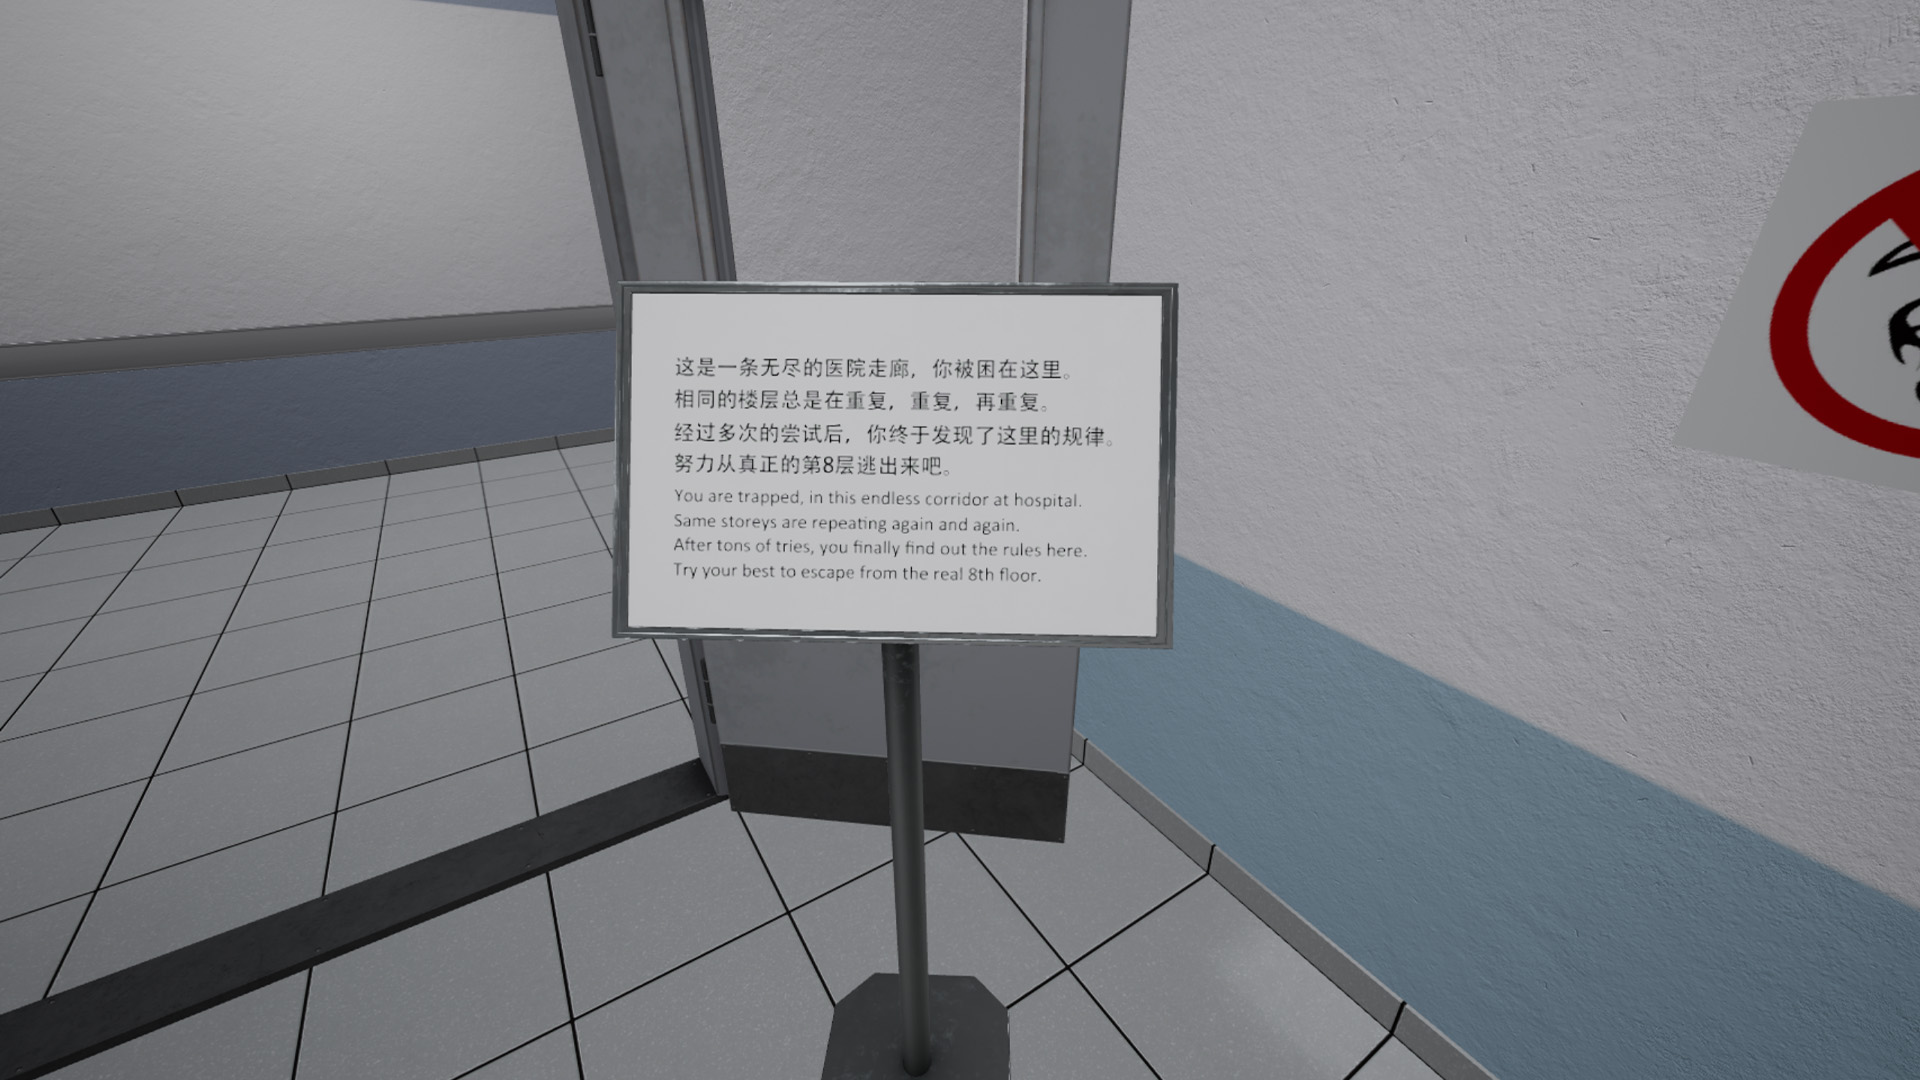 这是一条无尽的医院走廊，你被困在这里。
相同的楼层总是在重复，重复，再重复。
经过多次的尝试后，你终于发现了这里的规律。
努力从真正的第8层逃出来吧。
You are trapped, in this endless corridor at hospital.
Same storeys are repeating again and again.
After tons of tries, you finally find out the rules here.
Try your best to escape from the real 8th floor.